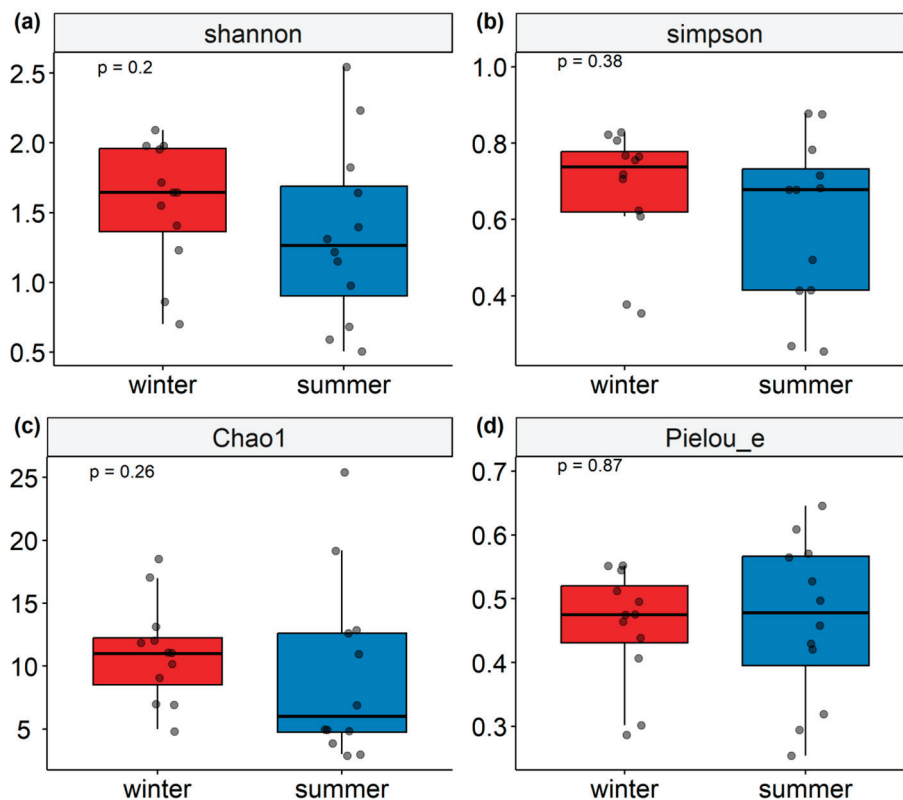 (a)
shannon
p = 0.2
2.5
2.0
1.5
1.0
0.5
winter summer
(b)
simpson
p = 0.38
1.0
0.8
0.6
0.4
winter summer
(c)
Chao1
p = 0.26
25
20
15
10
5
winter summer
(d)
Pielou_e
p = 0.87
0.7
0.6
0.5
0.4
0.3
winter summer